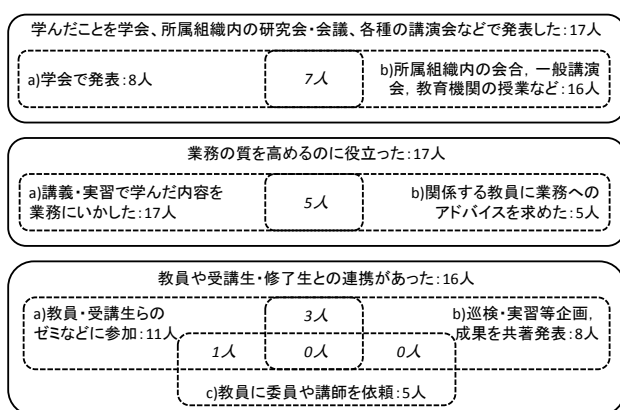 学んだことを学会、所属組織内の研究会・会議、各種の講演会などで発表した:17人
a)学会で発表:8人
7人
b)所属組織内の会合, 一般講演
会, 教育機関の授業など:16人
業務の質を高めるのに役立った:17人
a)講義・実習で学んだ内容を
業務にいかした:17人
5人
b)関係する教員に業務への
アドバイスを求めた:5人
教員や受講生・修了生との連携があった:16人
a)教員・受講生らの
ゼミなどに参加:11人
3人
b)巡検・実習等企画,
成果を共著発表:8人
1人
0人
0人
c)教員に委員や講師を依頼:5人